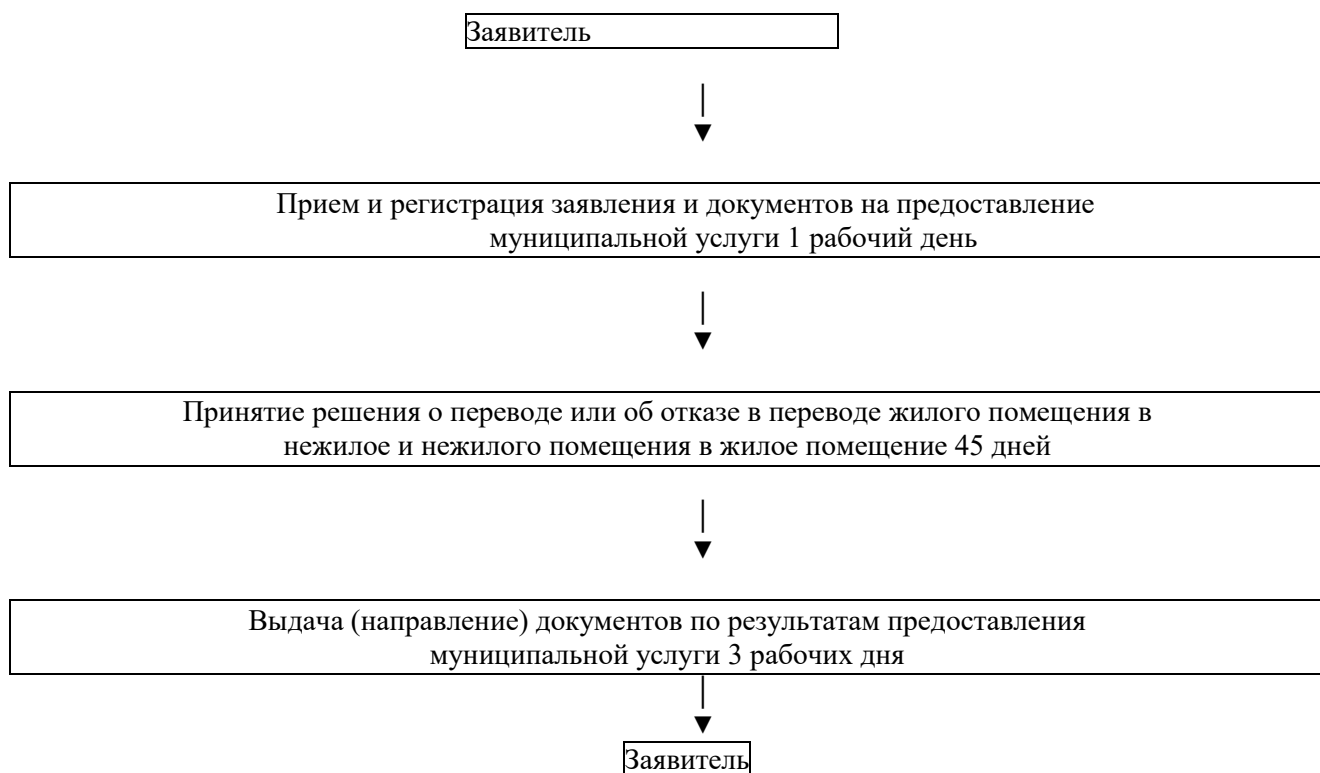 Заявитель
Прием и регистрация заявления и документов на предоставление
муниципальной услуги 1 рабочий день
Принятие решения о переводе или об отказе в переводе жилого помещения в
нежилое и нежилого помещения в жилое помещение 45 дней
Выдача (направление) документов по результатам предоставления
муниципальной услуги 3 рабочих дня
Заявитель